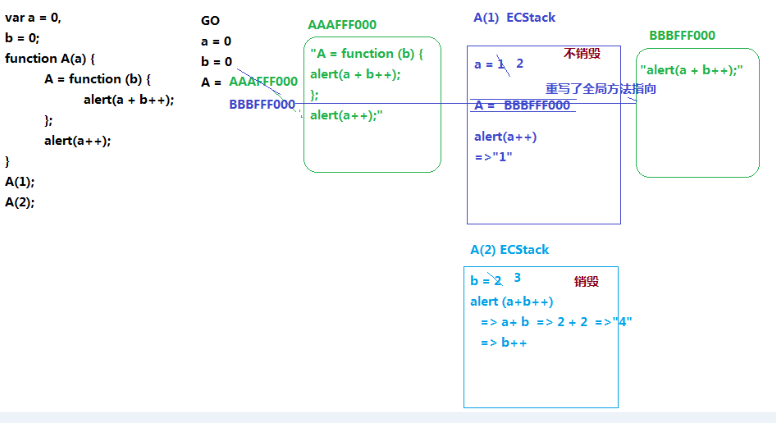 var a = 0,
b = 0;
function A(a) {
A = function (b) {
alert(a + b++);
};
alert(a++);
}
A(1);
A(2);
GO
a = 0
b = 0
A = AAAFFF000
BBBFFF000
AAAFFF000
"A = function (b) {
alert(a + b++);
};
alert(a++);"
A(1) ECStack
不销毁
a = 1 2
A = BBBFFF000
alert(a++)
=>"1"
重写了全局方法指向
BBBFFF000
"alert(a + b++);"
A(2) ECStack
b = 2 3
销毁
alert (a+b++)
=> a+ b => 2 + 2 =>"4"
=> b++